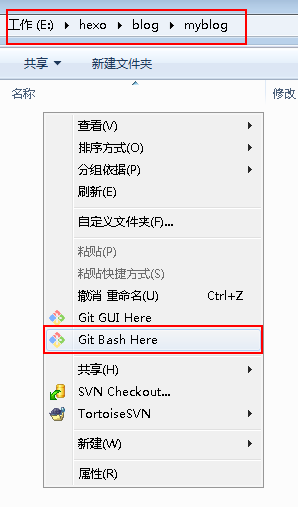 工作 (E:) ▸ hexo ▸ blog ▸ myblog
共享 ▼ 新建文件夹
名称 修改
查看(V)
排序方式(O)
分组依据(P)
刷新(E)
自定义文件夹(F)...
粘贴(P)
粘贴快捷方式(S)
撤消 重命名(U) Ctrl+Z
Git GUI Here
Git Bash Here
共享(H)
SVN Checkout...
TortoiseSVN
新建(W)
属性(R)